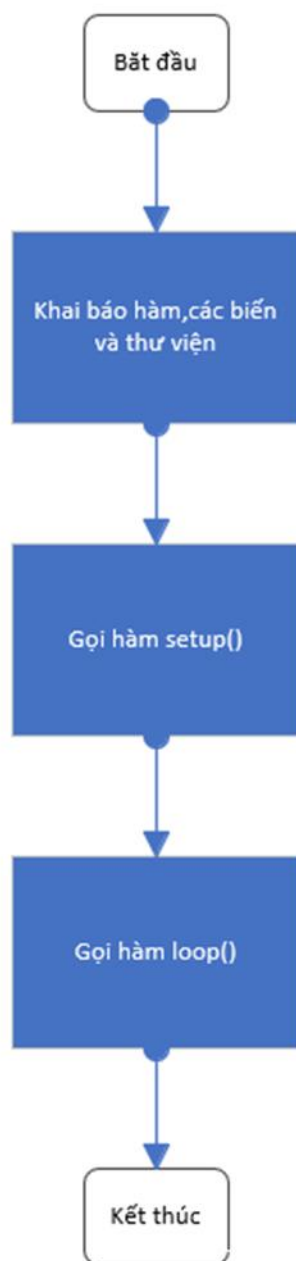 Bắt đầu
Khai báo hàm,các biến
và thư viện
Gọi hàm setup()
Gọi hàm loop()
Kết thúc